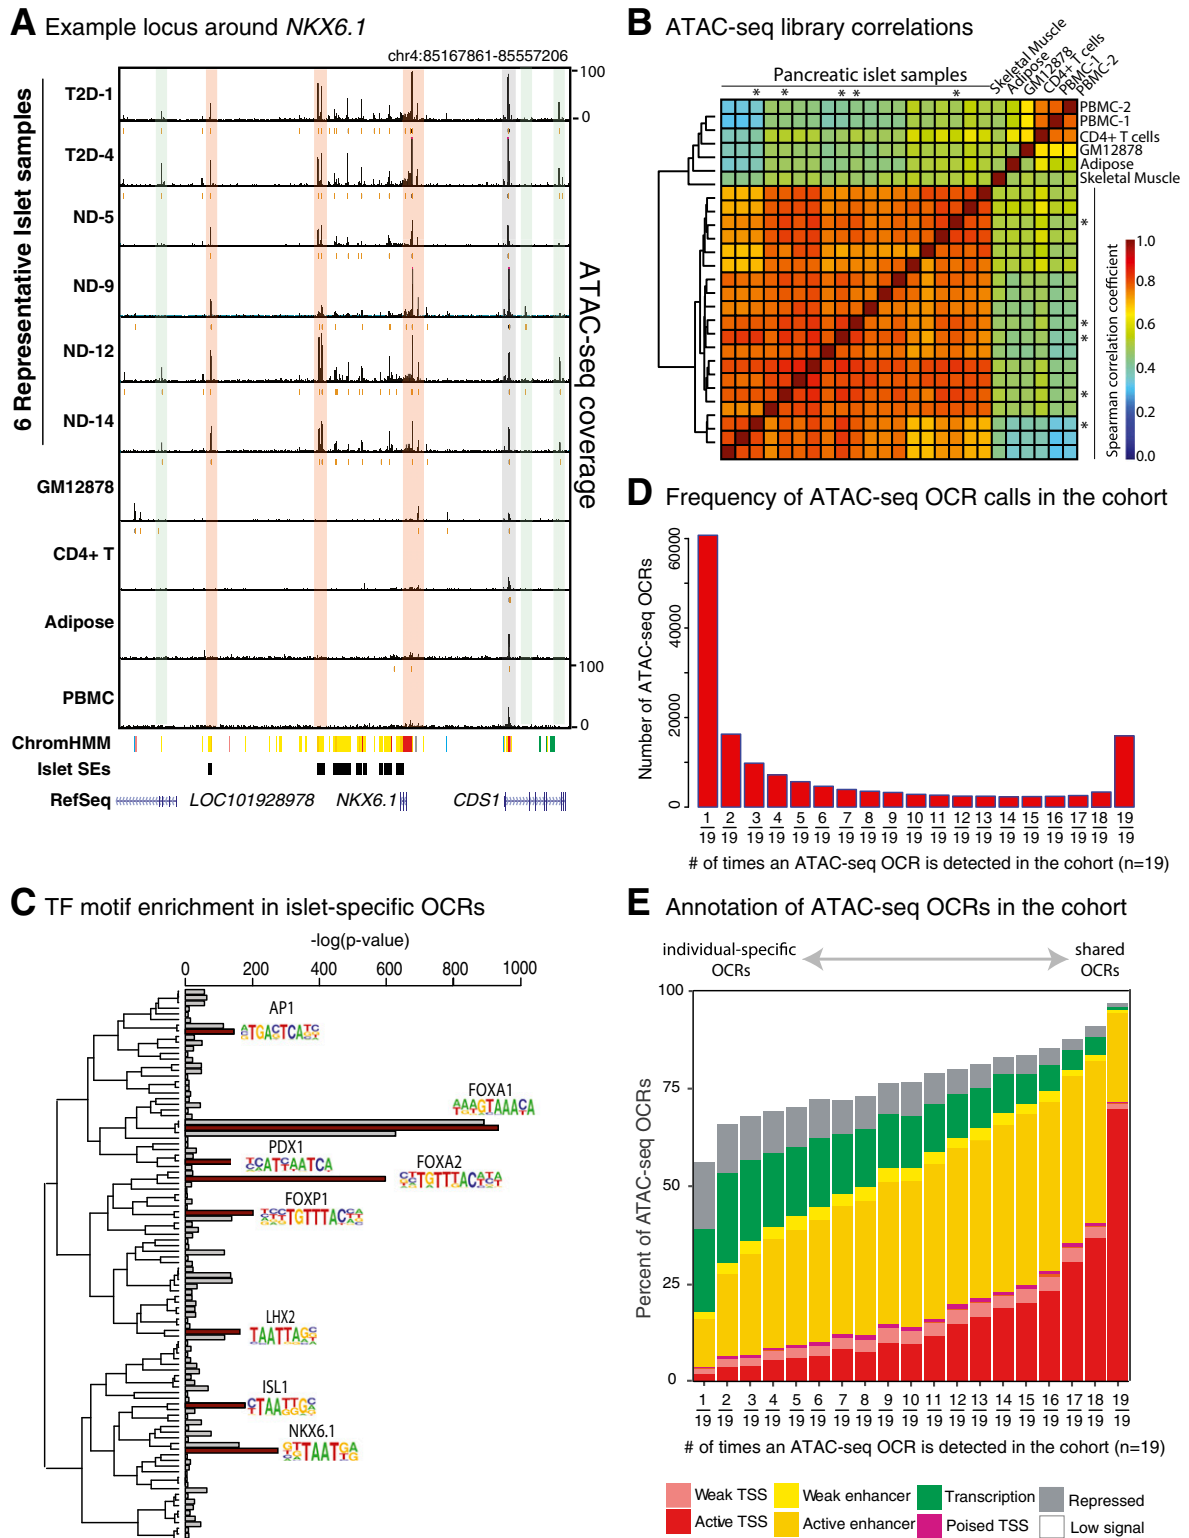 A Example locus around NKX6.1
chr4:85167861-85557206
6 Representative Islet samples
T2D-1
T2D-4
ND-5
ND-9
ND-12
ND-14
GM12878
CD4+ T
Adipose
PBMC
100
0
100
0
ATAC-seq coverage
ChromHMM
Islet SEs
RefSeq
LOC101928978
NKX6.1
CDS1
B ATAC-seq library correlations
Pancreatic islet samples
* * * * *
Skeletal Muscle
Adipose
GM12878
CD4+ T cells
PBMC-1
PBMC-2
PBMC-2
PBMC-1
CD4+ T cells
GM12878
Adipose
Skeletal Muscle
*
*
*
*
*
Spearman correlation coefficient
1.0
0.8
0.6
0.4
0.2
0.0
D Frequency of ATAC-seq OCR calls in the cohort
Number of ATAC-seq OCRs
60000
40000
20000
0
1 2 3 4 5 6 7 8 9 10 11 12 13 14 15 16 17 18 19
19 19 19 19 19 19 19 19 19 19 19 19 19 19 19 19 19 19 19
# of times an ATAC-seq OCR is detected in the cohort (n=19)
C TF motif enrichment in islet-specific OCRs
-log(p-value)
0 200 400 600 800 1000
AP1
FOXA1
PDX1
FOXA2
FOXP1
LHX2
ISL1
NKX6.1
E Annotation of ATAC-seq OCRs in the cohort
individual-specific
OCRs
shared
OCRs
Percent of ATAC-seq OCRs
100
75
50
25
0
1 2 3 4 5 6 7 8 9 10 11 12 13 14 15 16 17 18 19
19 19 19 19 19 19 19 19 19 19 19 19 19 19 19 19 19 19 19
# of times an ATAC-seq OCR is detected in the cohort (n=19)
Weak TSS
Weak enhancer
Transcription
Repressed
Active TSS
Active enhancer
Poised TSS
Low signal